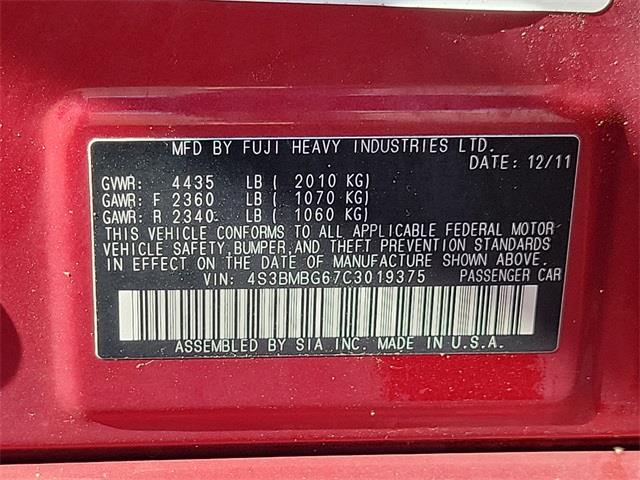 MFD BY FUJI HEAVY INDUSTRIES LTD.
DATE: 12/11
GVWR: 4435 LB ( 2010 KG)
GAWR: F 2360 LB ( 1070 KG)
GAWR: R 2340 LB ( 1060 KG)
THIS VEHICLE CONFORMS TO ALL APPLICABLE FEDERAL MOTOR
VEHICLE SAFETY, BUMPER, AND THEFT PREVENTION STANDARDS
IN EFFECT ON THE DATE OF MANUFACTURE SHOWN ABOVE.
VIN: 4S3BMBG67C3019375 PASSENGER CAR
ASSEMBLED BY SIA INC. MADE IN U.S.A.